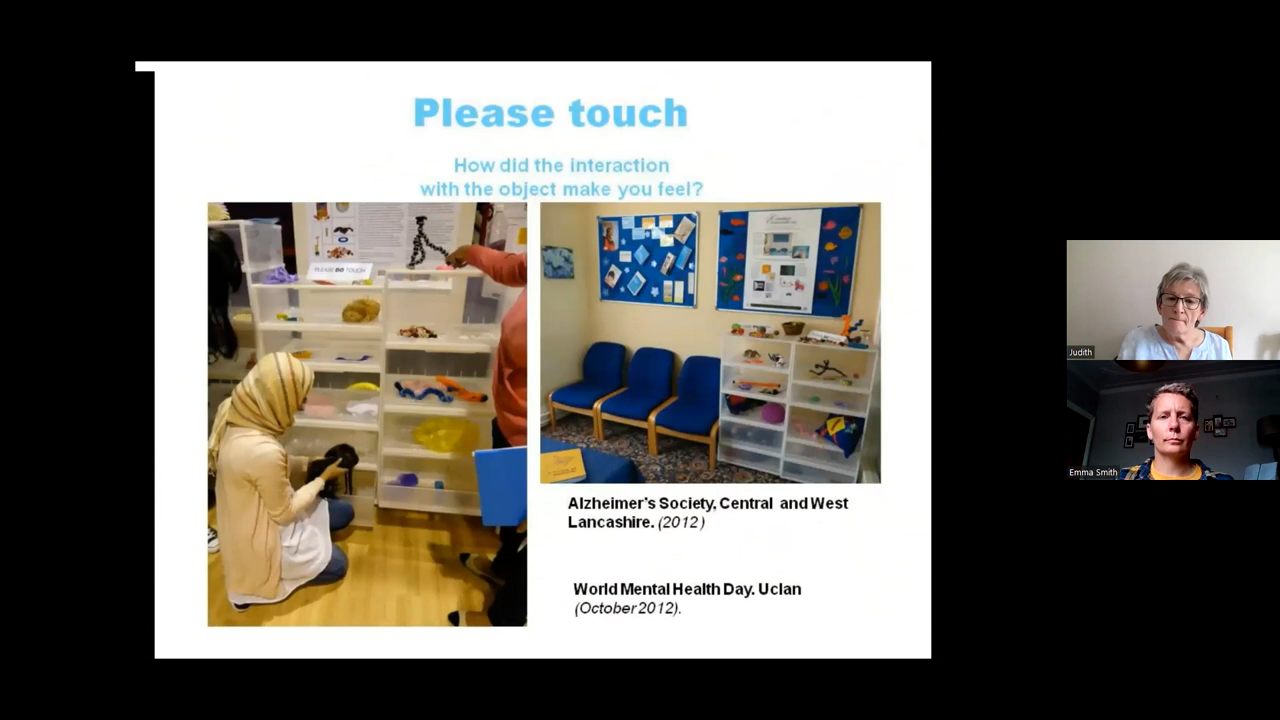 Please touch
How did the interaction
with the object make you feel?
PLEASE DO TOUCH
Alzheimer's Society, Central and West
Lancashire. (2012)
World Mental Health Day. Uclan
(October 2012).
Judith
Emma Smith